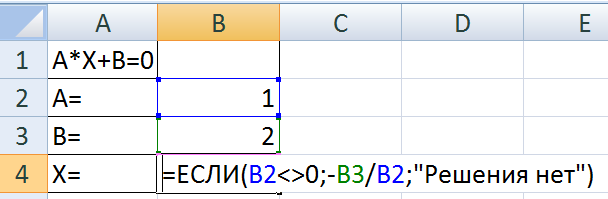 A B C D E
1 A*X+B=0
2 A= 1
3 B= 2
4 X= =ЕСЛИ(B2<>0;-B3/B2;"Решения нет")